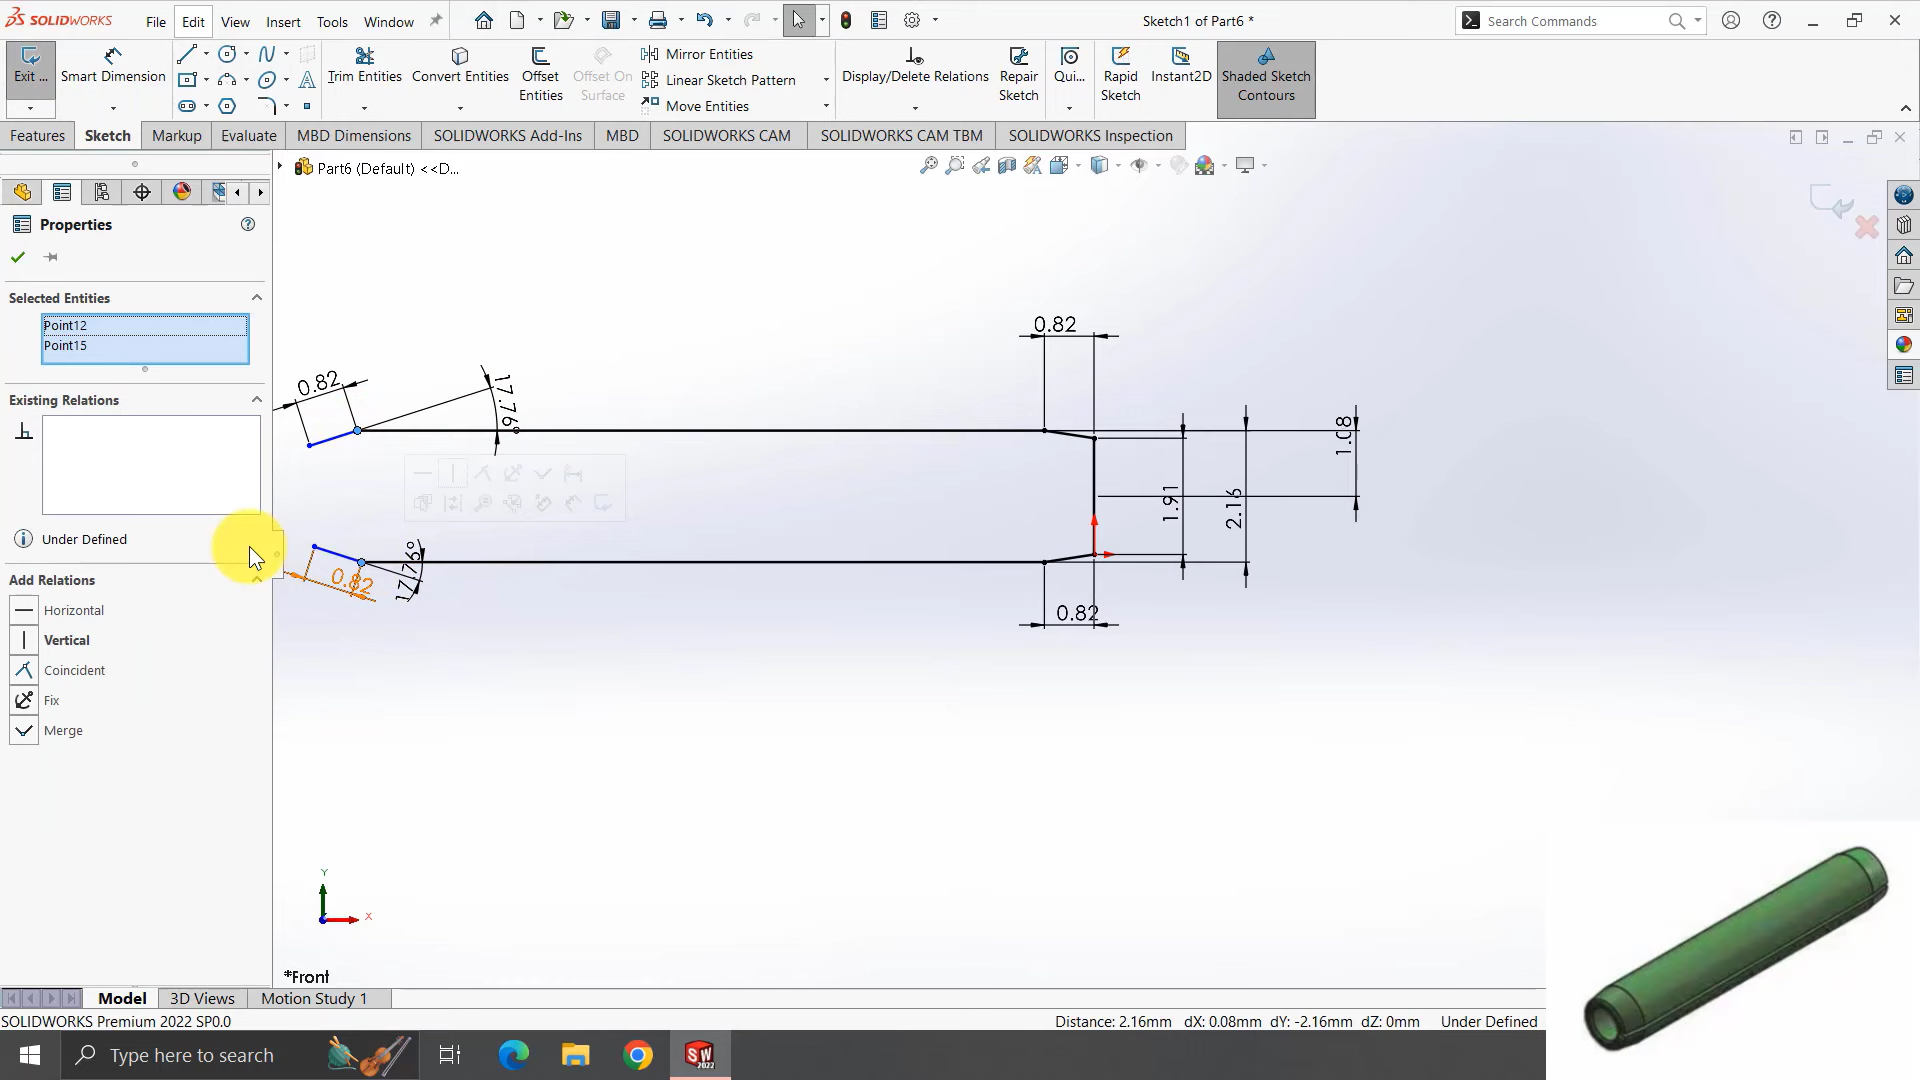 SOLIDWORKS File Edit View Insert Tools Window Sketch1 of Part6 * Search Commands
Exit ... Smart Dimension Trim Entities Convert Entities Offset Entities Offset On Surface Mirror Entities Linear Sketch Pattern Move Entities Display/Delete Relations Repair Sketch Qui... Rapid Sketch Instant2D Shaded Sketch Contours
Features Sketch Markup Evaluate MBD Dimensions SOLIDWORKS Add-Ins MBD SOLIDWORKS CAM SOLIDWORKS CAM TBM SOLIDWORKS Inspection
Part6 (Default) <<D...
Properties
Selected Entities
Point12
Point15
Existing Relations
Under Defined
Add Relations
Horizontal
Vertical
Coincident
Fix
Merge
0.82
17.76°
0.82
17.76°
0.82
1.08
1.91
2.16
0.82
Y
X
*Front
Model 3D Views Motion Study 1
SOLIDWORKS Premium 2022 SP0.0 Distance: 2.16mm dX: 0.08mm dY: -2.16mm dZ: 0mm Under Defined
Type here to search
SW
2022